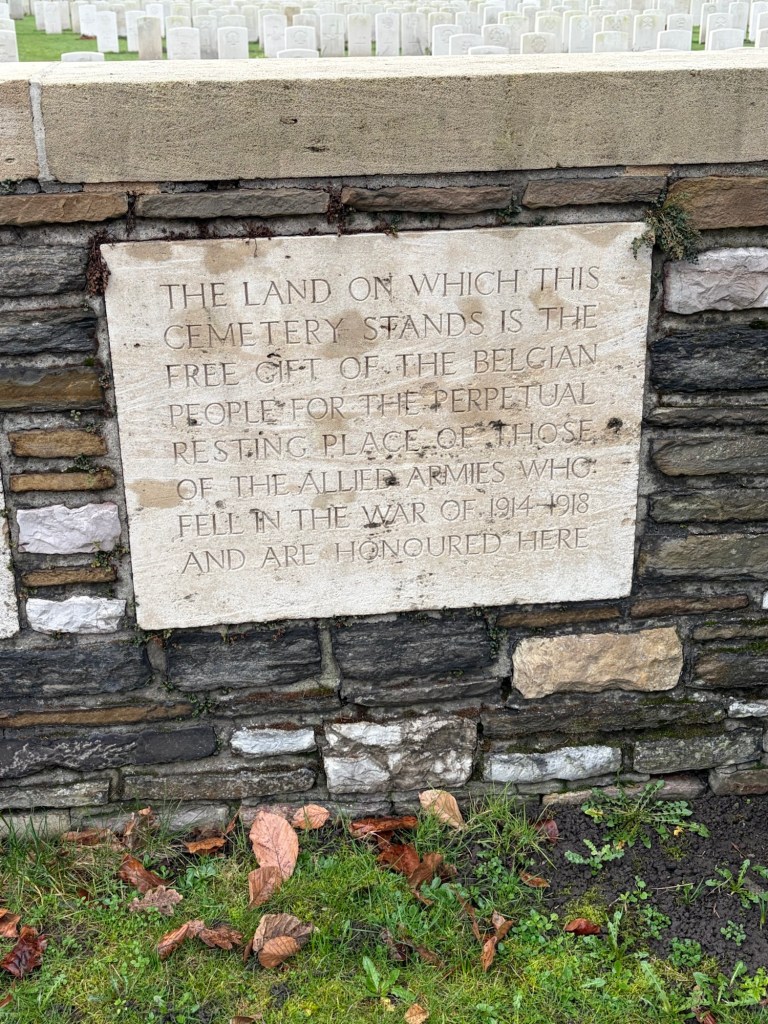 THE LAND ON WHICH THIS
CEMETERY STANDS IS THE
FREE GIFT OF THE BELGIAN
PEOPLE FOR THE PERPETUAL
RESTING PLACE OF THOSE
OF THE ALLIED ARMIES WHO
FELL IN THE WAR OF 1914-1918
AND ARE HONOURED HERE